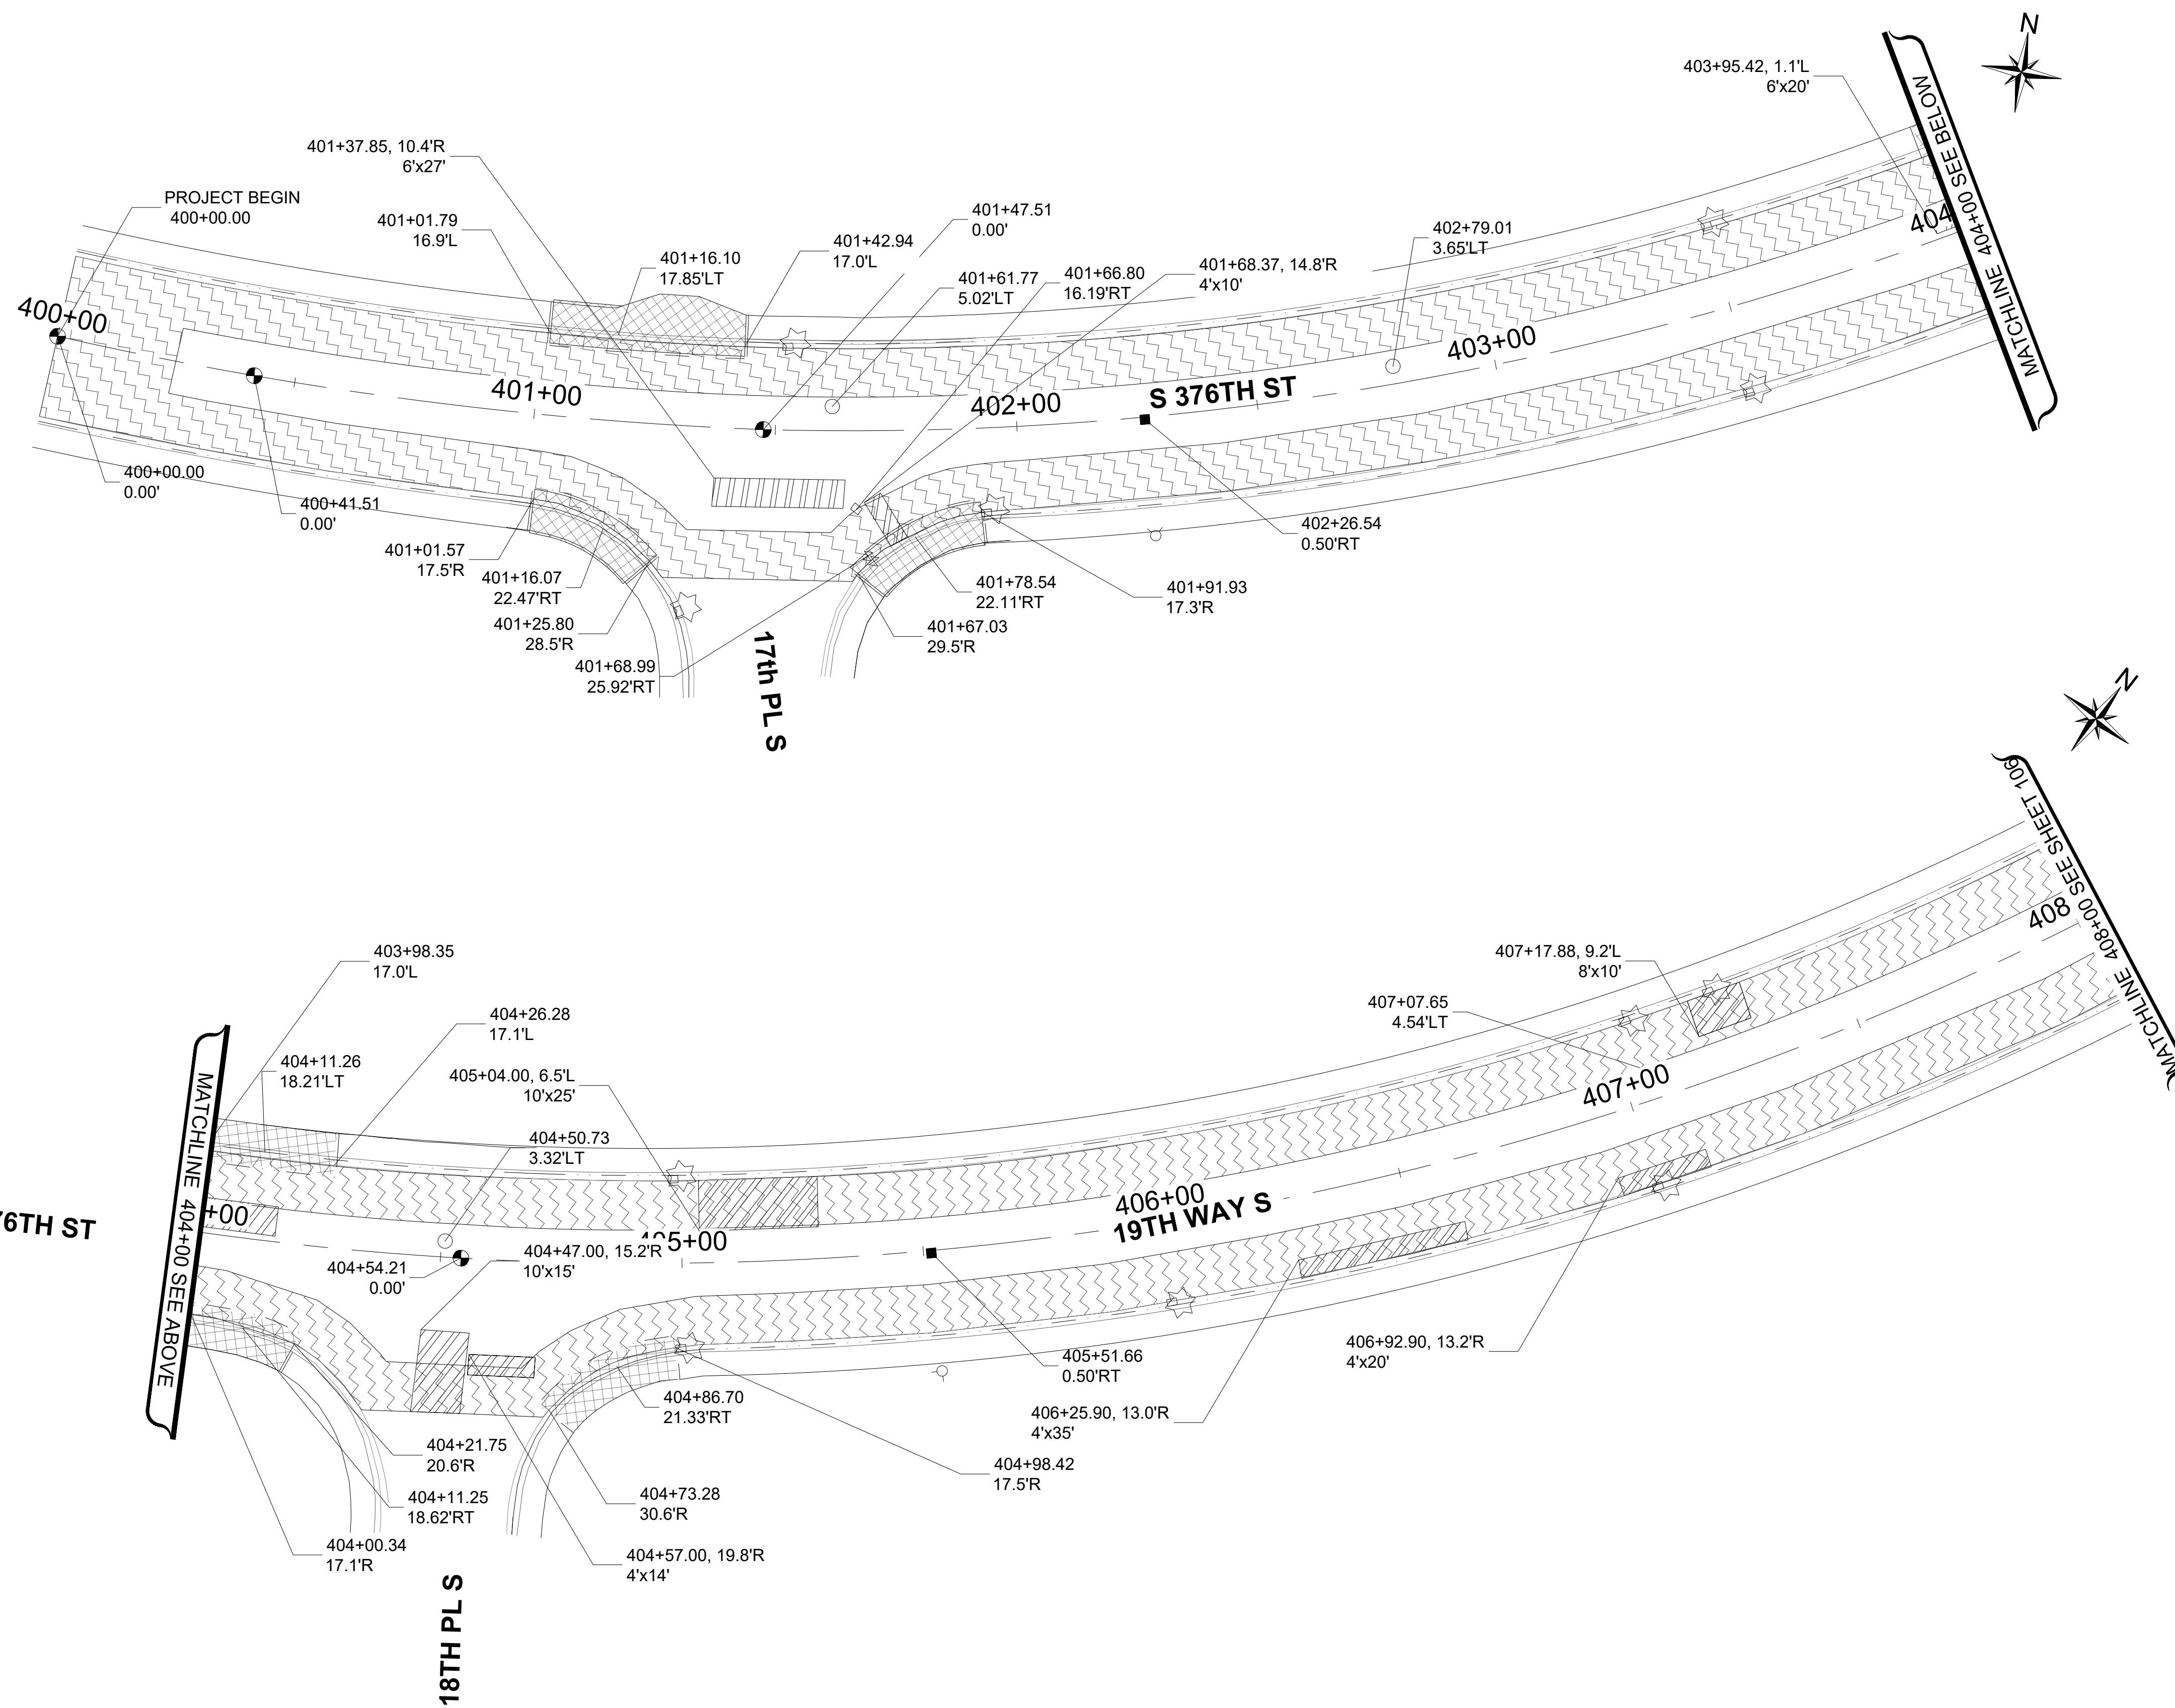 N
403+95.42, 1.1'L
6'x20'
MATCHLINE 404+00 SEE BELOW
401+37.85, 10.4'R
6'x27'
PROJECT BEGIN
400+00.00
401+01.79
16.9'L
401+16.10
17.85'LT
401+42.94
17.0'L
401+47.51
0.00'
401+61.77
5.02'LT
401+66.80
16.19'RT
401+68.37, 14.8'R
4'x10'
402+79.01
3.65'LT
404
400+00
401+00
402+00
S 376TH ST
403+00
400+00.00
0.00'
400+41.51
0.00'
401+01.57
17.5'R
401+16.07
22.47'RT
401+25.80
28.5'R
401+68.99
25.92'RT
17th PL S
401+78.54
22.11'RT
401+67.03
29.5'R
401+91.93
17.3'R
402+26.54
0.50'RT
N
MATCHLINE 408+00 SEE SHEET 106
403+98.35
17.0'L
404+26.28
17.1'L
404+11.26
18.21'LT
405+04.00, 6.5'L
10'x25'
404+50.73
3.32'LT
407+17.88, 9.2'L
8'x10'
407+07.65
4.54'LT
408
407+00
406+00
19TH WAY S
MATCHLINE 404+00 SEE ABOVE
76TH ST
+00
05+00
404+54.21
0.00'
404+47.00, 15.2'R
10'x15'
405+51.66
0.50'RT
406+92.90, 13.2'R
4'x20'
406+25.90, 13.0'R
4'x35'
404+86.70
21.33'RT
404+98.42
17.5'R
404+21.75
20.6'R
404+11.25
18.62'RT
404+73.28
30.6'R
404+00.34
17.1'R
404+57.00, 19.8'R
4'x14'
18TH PL S